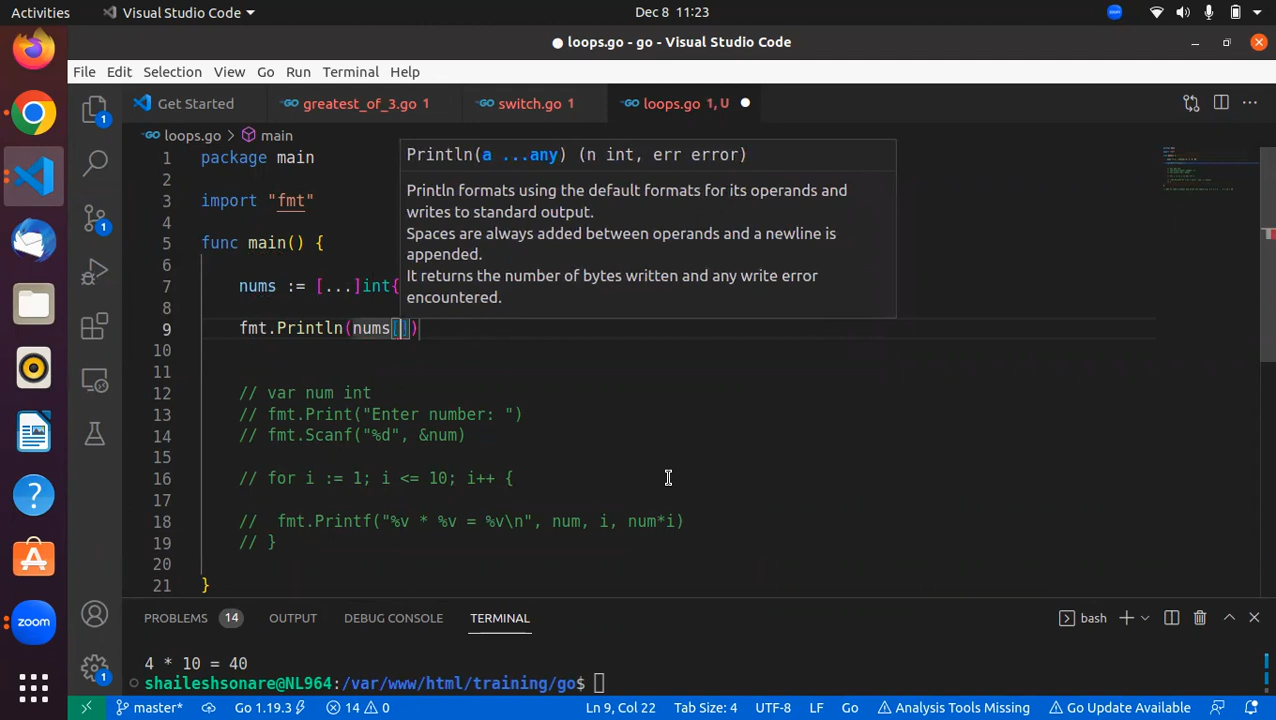 Activities
Visual Studio Code
Dec 8 11:23
● loops.go - go - Visual Studio Code
File Edit Selection View Go Run Terminal Help
Get Started
greatest_of_3.go 1
switch.go 1
loops.go 1, U
loops.go > main
1 package main
Println(a ...any) (n int, err error)
2
Println formats using the default formats for its operands and
3 import "fmt"
writes to standard output.
4
Spaces are always added between operands and a newline is
5 func main() {
appended.
6
It returns the number of bytes written and any write error
7 nums := [...]int{
encountered.
8
9 fmt.Println(nums[])
10
11
12 // var num int
13 // fmt.Print("Enter number: ")
14 // fmt.Scanf("%d", &num)
15
16 // for i := 1; i <= 10; i++ {
17
18 // fmt.Printf("%v * %v = %v\n", num, i, num*i)
19 // }
20
21 }
PROBLEMS 14 OUTPUT DEBUG CONSOLE TERMINAL
bash
4 * 10 = 40
shaileshsonare@NL964:/var/www/html/training/go$
master* Go 1.19.3 14 0 Ln 9, Col 22 Tab Size: 4 UTF-8 LF Go Analysis Tools Missing Go Update Available
1
1
1
zoom
zoom